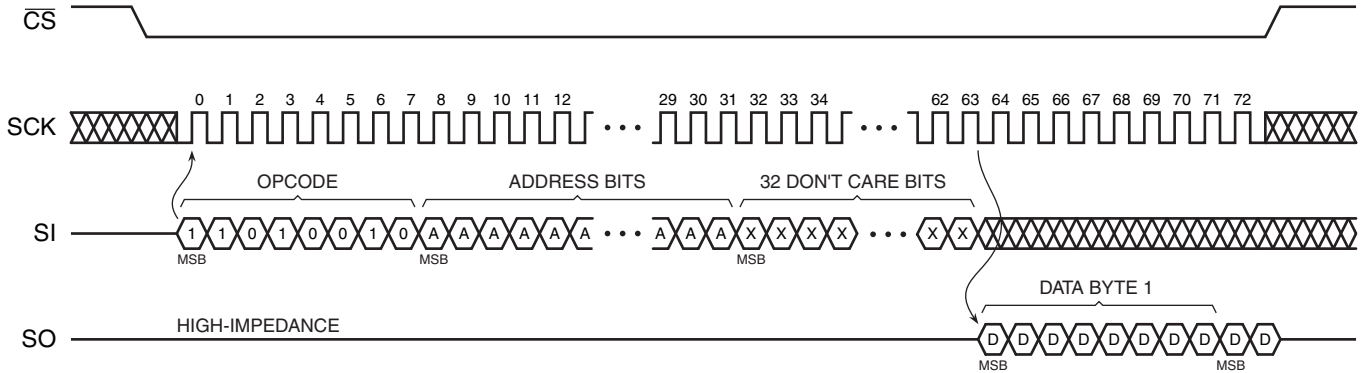 CS
SCK
0 1 2 3 4 5 6 7 8 9 10 11 12 29 30 31 32 33 34 62 63 64 65 66 67 68 69 70 71 72
OPCODE ADDRESS BITS 32 DON'T CARE BITS
SI 1 1 0 1 0 0 1 0 A A A A A A A A A X X X X X X
MSB MSB MSB
DATA BYTE 1
HIGH-IMPEDANCE
SO D D D D D D D D D D
MSB MSB